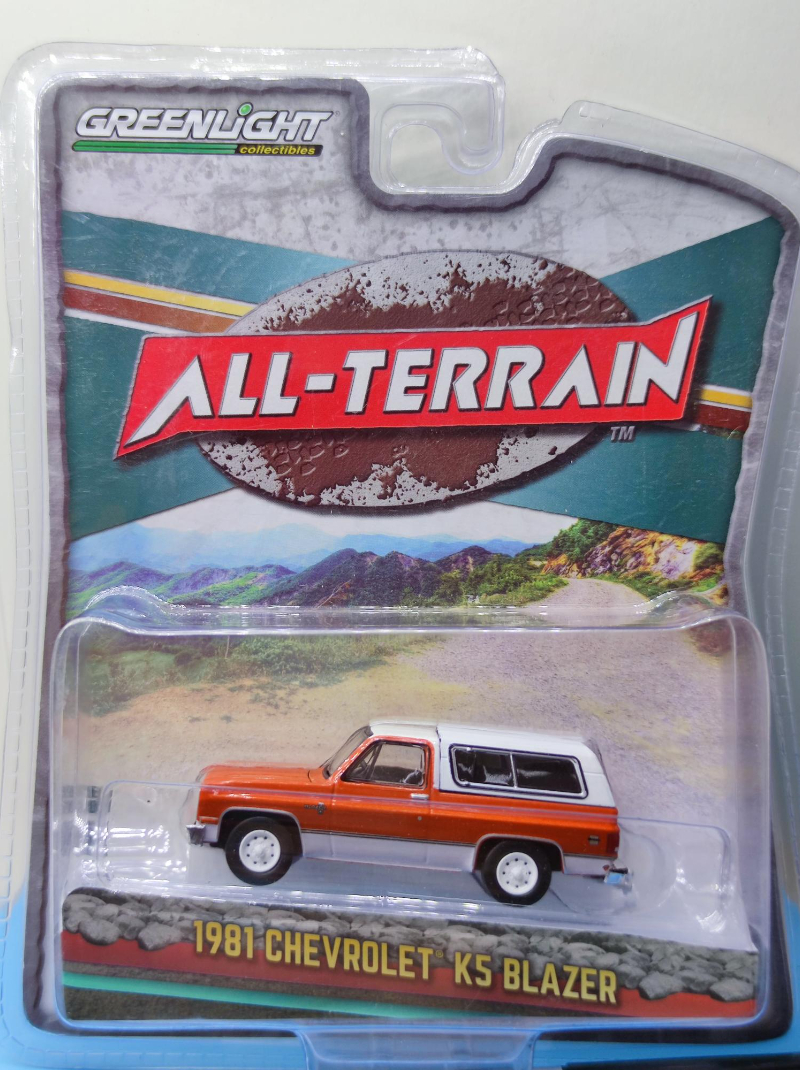 GREENLiGHT
collectibles
ALL-TERRAIN
TM
1981 CHEVROLET K5 BLAZER